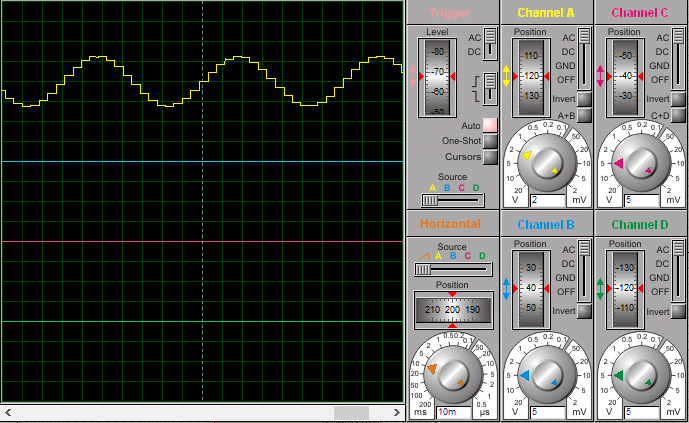 Trigger
Level
-80
-70
-60
-50
AC
DC
Auto
One-Shot
Cursors
Source
A B C D
Channel A
Position
110
120
130
AC
DC
GND
OFF
Invert
A+B
0.5 0.2 0.1
1 50
2 20
5 10
10 5
20 2
V 2 mV
Channel C
Position
-50
-40
-30
AC
DC
GND
OFF
Invert
C+D
0.5 0.2 0.1
1 50
2 20
5 10
10 5
20 2
V 5 mV
Horizontal
Source
A B C D
Position
210 200 190
1 0.5 0.2
2 0.1
5 50
10 20
20 10
50 5
100 2
200 1
0.5
ms 10m µs
Channel B
Position
30
40
50
AC
DC
GND
OFF
Invert
0.5 0.2 0.1
1 50
2 20
5 10
10 5
20 2
V 5 mV
Channel D
Position
-130
-120
-110
AC
DC
GND
OFF
Invert
0.5 0.2 0.1
1 50
2 20
5 10
10 5
20 2
V 5 mV